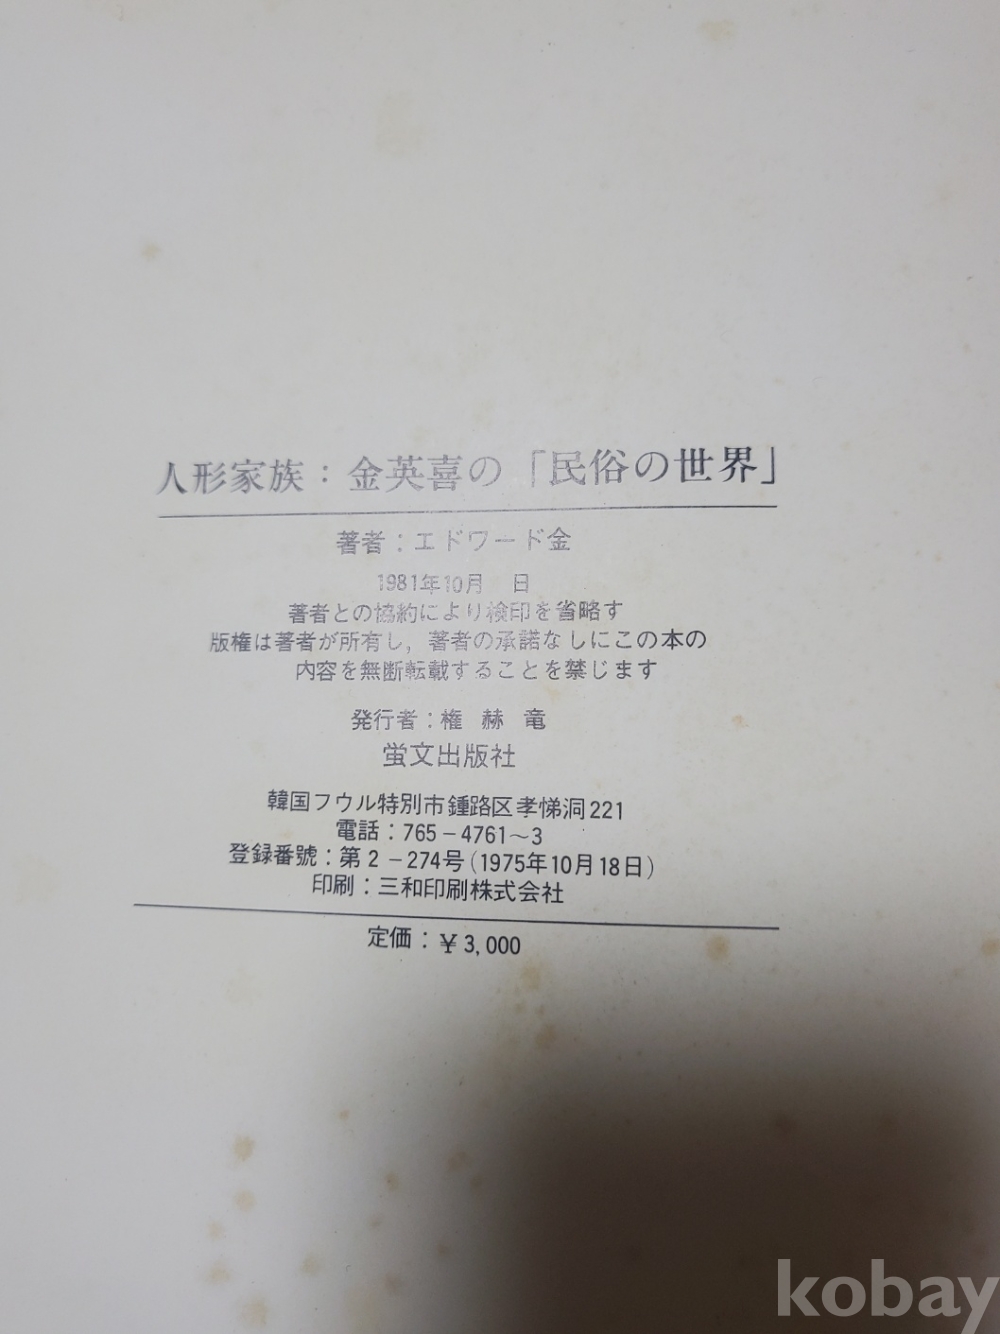 人形家族：金英喜の「民俗の世界」
著者：エドワード金
1981年10月　日
著者との協約により検印を省略す
版権は著者が所有し，著者の承諾なしにこの本の
内容を無断転載することを禁じます
発行者：権　赫　竜
蛍文出版社
韓国フウル特別市鍾路区孝悌洞221
電話：765－4761～3
登録番號：第2－274号（1975年10月18日）
印刷：三和印刷株式会社
定価：￥3,000
kobay